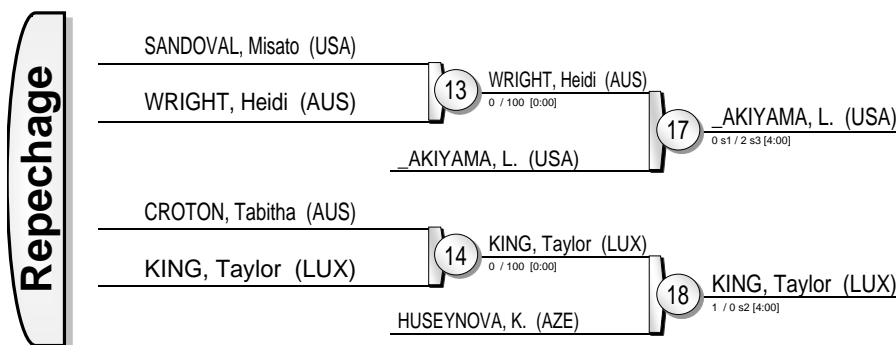 Repechage
SANDOVAL, Misato (USA)
WRIGHT, Heidi (AUS)
13
WRIGHT, Heidi (AUS)
0 / 100 [0:00]
_AKIYAMA, L. (USA)
17
_AKIYAMA, L. (USA)
0 s1 / 2 s3 [4:00]
CROTON, Tabitha (AUS)
KING, Taylor (LUX)
14
KING, Taylor (LUX)
0 / 100 [0:00]
HUSEYNOVA, K. (AZE)
18
KING, Taylor (LUX)
1 / 0 s2 [4:00]